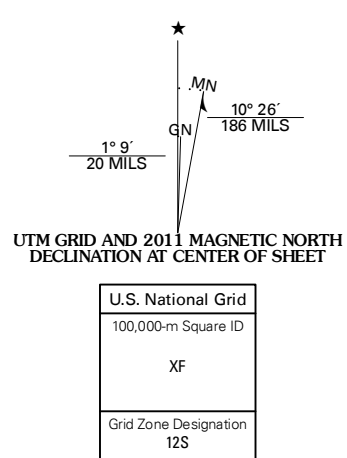 ★
MN
10° 26´
186 MILS
GN
1° 9´
20 MILS
UTM GRID AND 2011 MAGNETIC NORTH
DECLINATION AT CENTER OF SHEET
U.S. National Grid
100,000-m Square ID
XF
Grid Zone Designation
12S